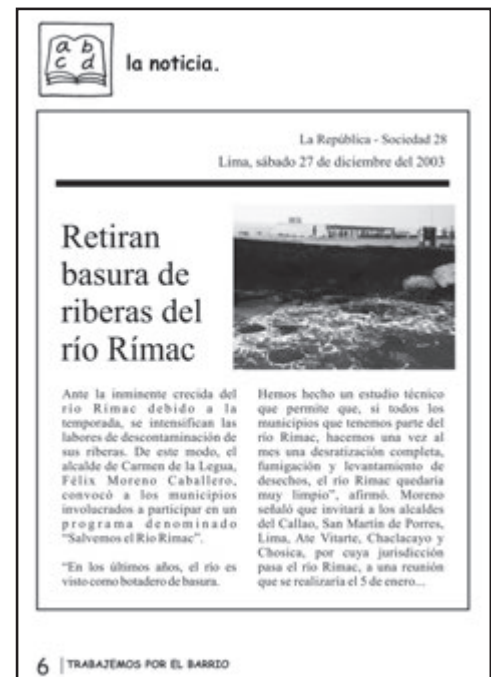 a b
c d
la noticia.
La República - Sociedad 28
Lima, sábado 27 de diciembre del 2003
Retiran
basura de
riberas del
río Rímac
Ante la inminente crecida del
río Rímac debido a la
temporada, se intensifican las
labores de descontaminación de
sus riberas. De este modo, el
alcalde de Carmen de la Legua,
Félix Moreno Caballero,
convocó a los municipios
involucrados a participar en un
programa denominado
"Salvemos el Río Rímac".
"En los últimos años, el río es
visto como botadero de basura.
Hemos hecho un estudio técnico
que permite que, si todos los
municipios que tenemos parte del
río Rímac, hacemos una vez al
mes una desratización completa,
fumigación y levantamiento de
desechos, el río Rímac quedaría
muy limpio", afirmó. Moreno
señaló que invitará a los alcaldes
del Callao, San Martín de Porres,
Lima, Ate Vitarte, Chaclacayo y
Chosica, por cuya jurisdicción
pasa el río Rímac, a una reunión
que se realizaría el 5 de enero...
6 | TRABAJEMOS POR EL BARRIO